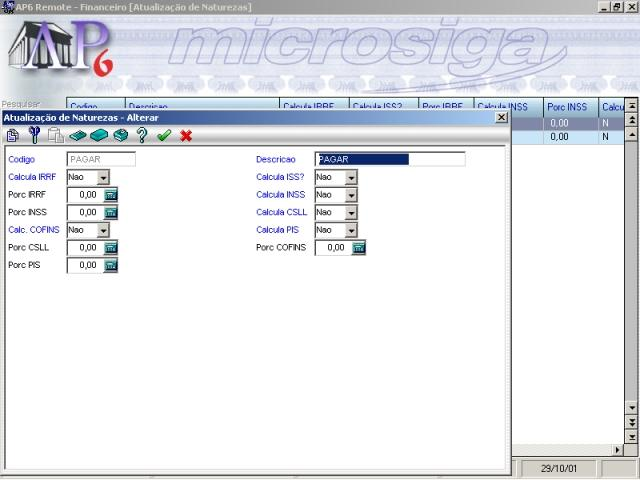 AP6 Remote - Financeiro [Atualização de Naturezas]
AP6
microsiga
Pesquisar
Codigo Descricao Calcula IRRF Calcula ISS? Porc IRRF Calcula INSS Porc INSS Calcu
0,00 N
0,00 N
Atualização de Naturezas - Alterar
Codigo PAGAR Descricao PAGAR
Calcula IRRF Nao Calcula ISS? Nao
Porc IRRF 0,00 Calcula INSS Nao
Porc INSS 0,00 Calcula CSLL Nao
Calc. COFINS Nao Calcula PIS Nao
Porc CSLL 0,00 Porc COFINS 0,00
Porc PIS 0,00
29/10/01